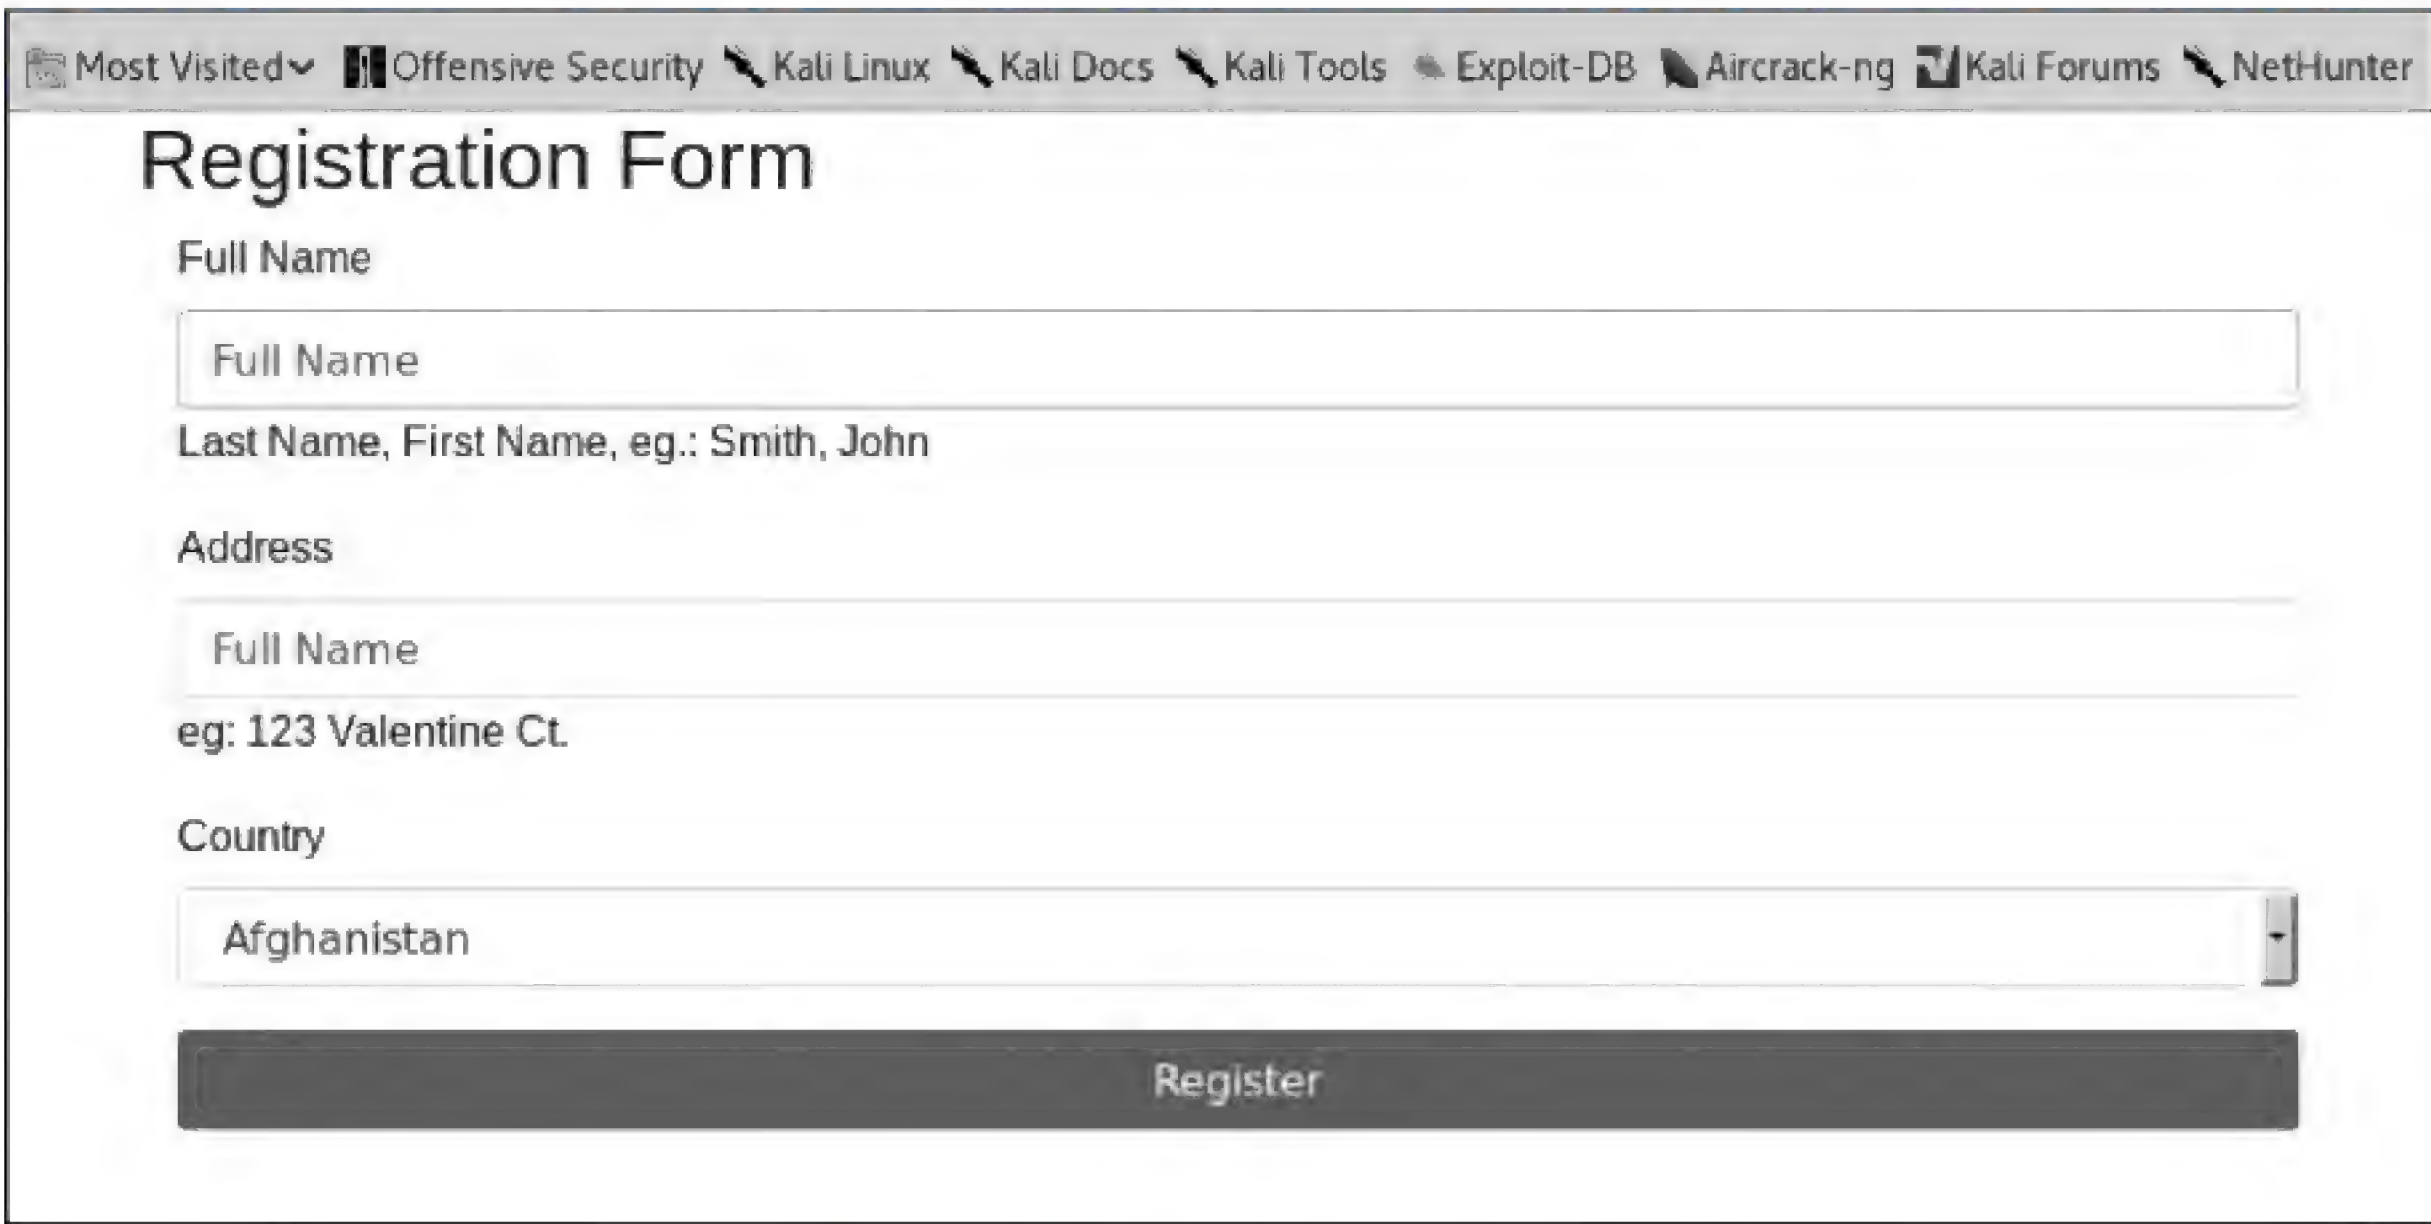 Most Visited Offensive Security Kali Linux Kali Docs Kali Tools Exploit-DB Aircrack-ng Kali Forums NetHunter
Registration Form
Full Name
Full Name
Last Name, First Name, eg.: Smith, John
Address
Full Name
eg: 123 Valentine Ct.
Country
Afghanistan
Register